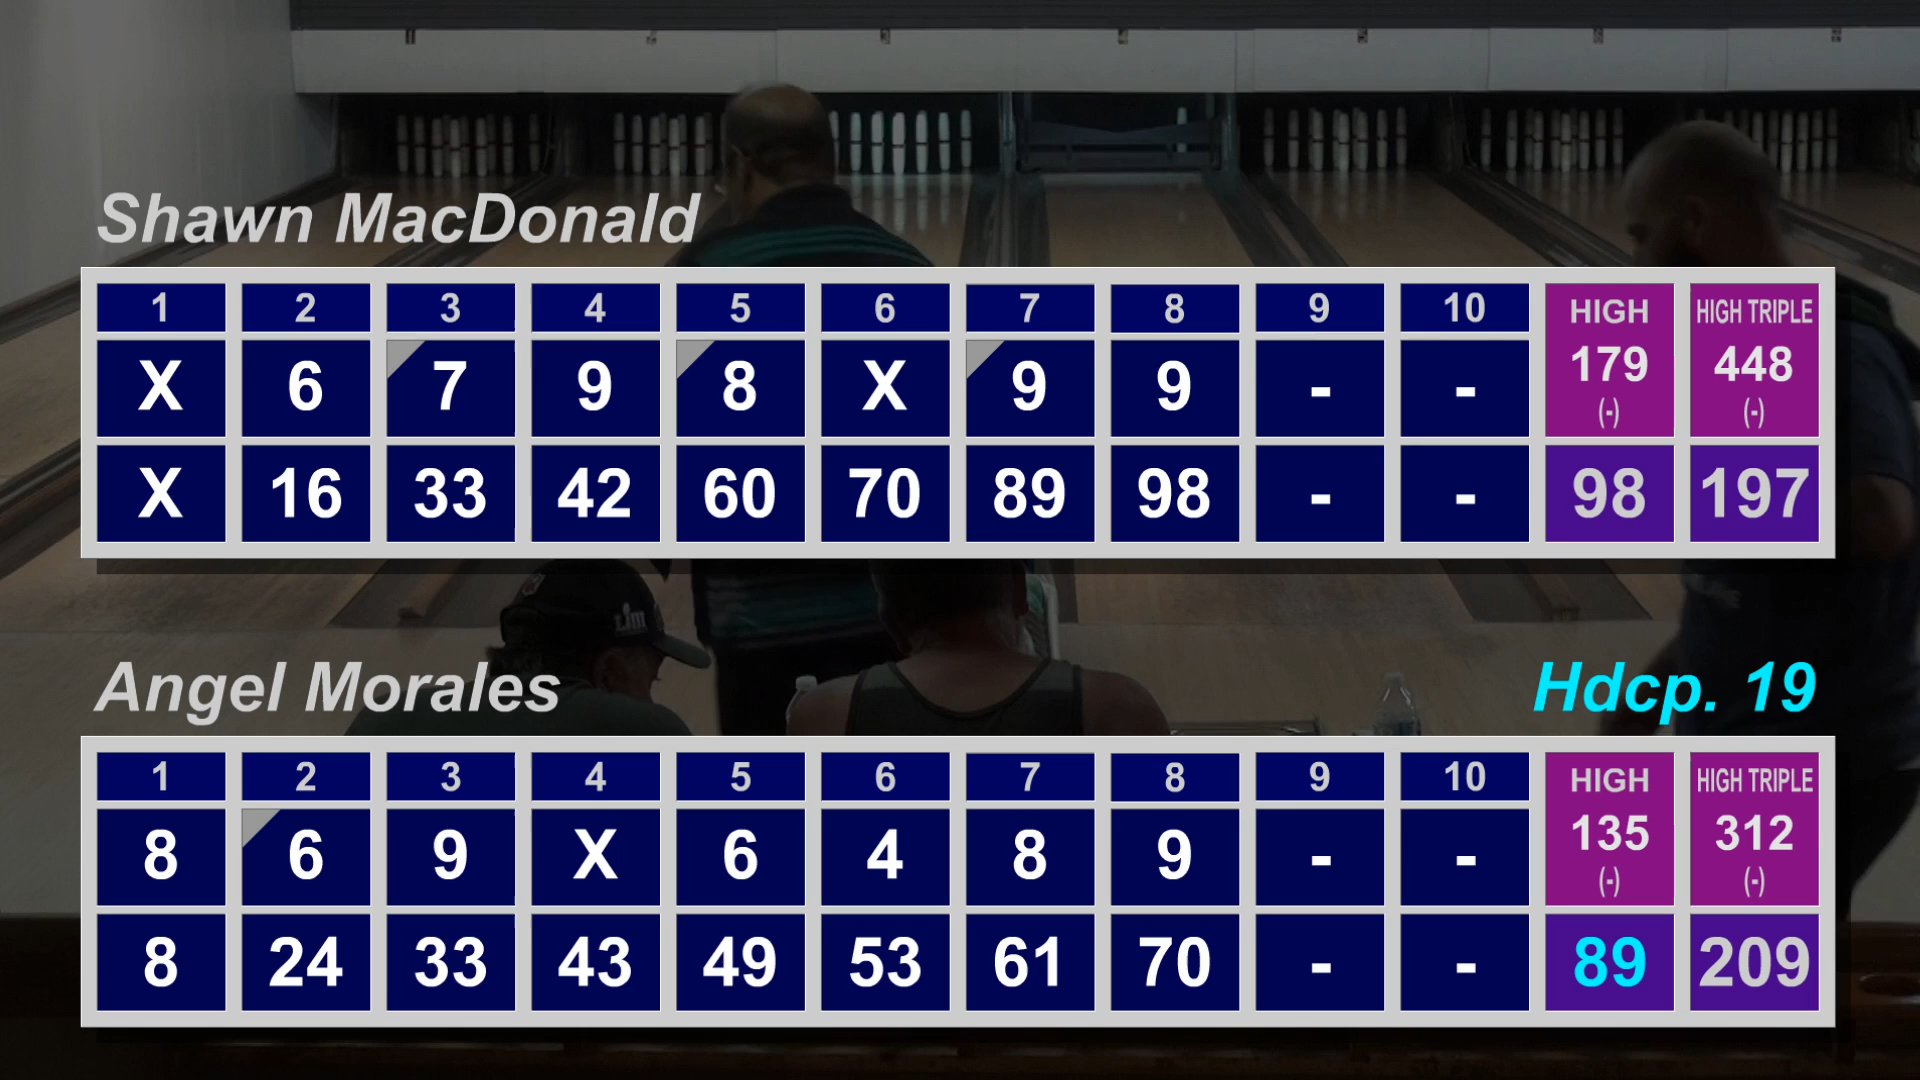 Shawn MacDonald
1 2 3 4 5 6 7 8 9 10 HIGH HIGH TRIPLE
X 6 7 9 8 X 9 9 - - 179 448
(-) (-)
X 16 33 42 60 70 89 98 - - 98 197
LIII
Angel Morales Hdcp. 19
1 2 3 4 5 6 7 8 9 10 HIGH HIGH TRIPLE
8 6 9 X 6 4 8 9 - - 135 312
(-) (-)
8 24 33 43 49 53 61 70 - - 89 209